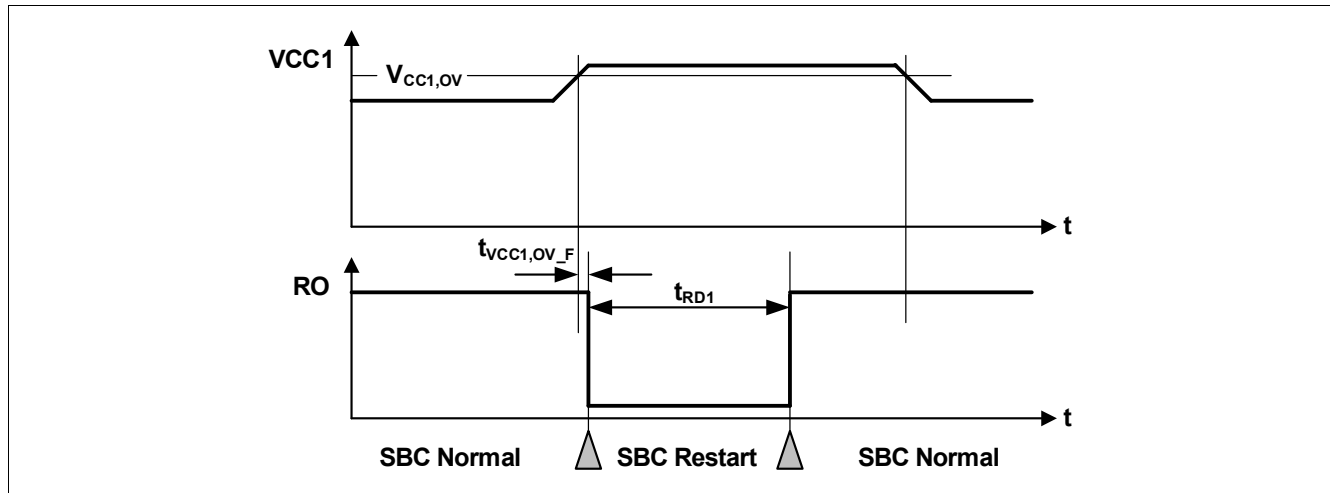 VCC1
VCC1,OV
t
tVCC1,OV_F
RO
tRD1
t
SBC Normal
SBC Restart
SBC Normal